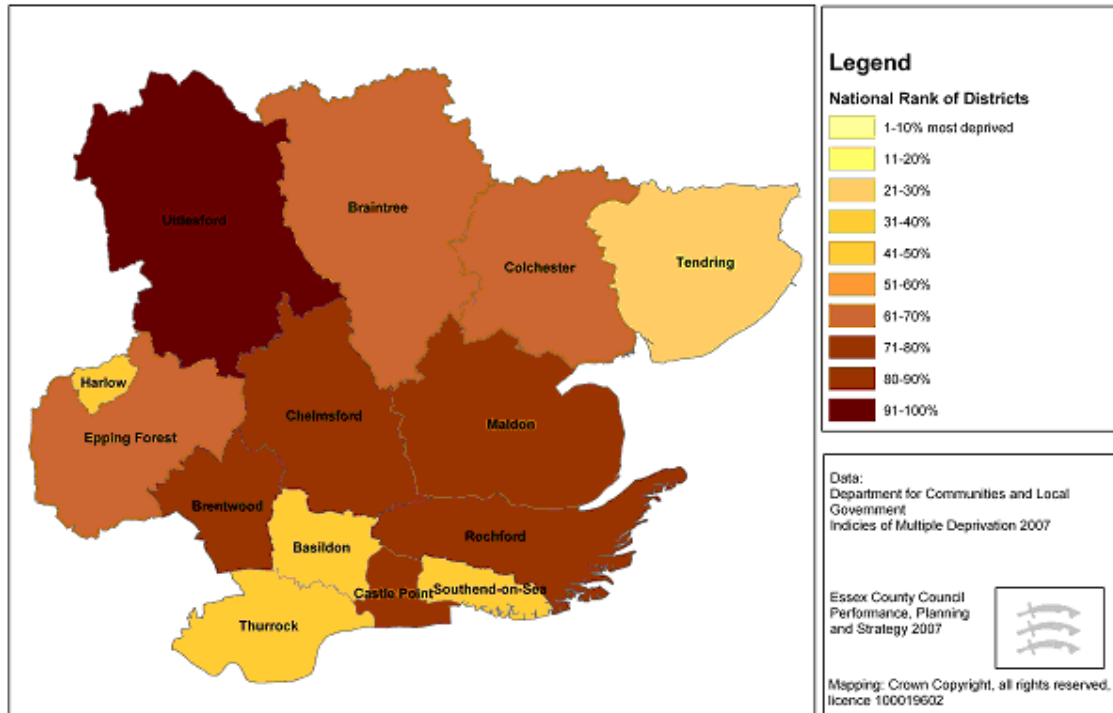 Uttlesford
Braintree
Colchester
Tendring
Harlow
Epping Forest
Chelmsford
Maldon
Brentwood
Basildon
Rochford
Castle Point
Southend-on-Sea
Thurrock
Legend
National Rank of Districts
1-10% most deprived
11-20%
21-30%
31-40%
41-50%
51-60%
61-70%
71-80%
80-90%
91-100%
Data:
Department for Communities and Local
Government
Indicies of Multiple Deprivation 2007
Essex County Council
Performance, Planning
and Strategy 2007
Mapping: Crown Copyright, all rights reserved,
licence 100019602